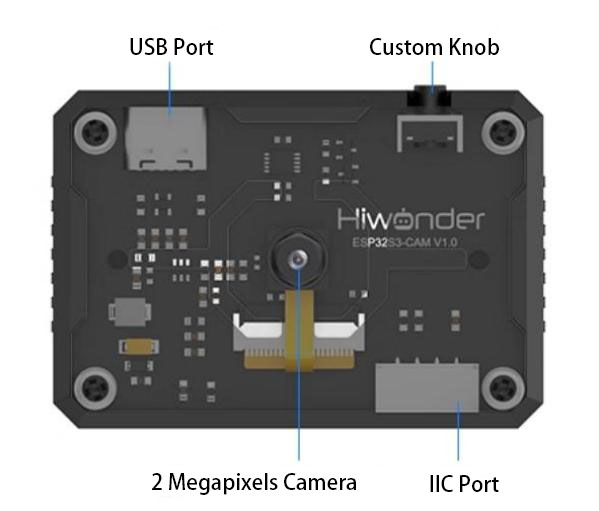 USB Port
Custom Knob
Hiwonder
ESP32S3-CAM V1.0
2 Megapixels Camera
IIC Port